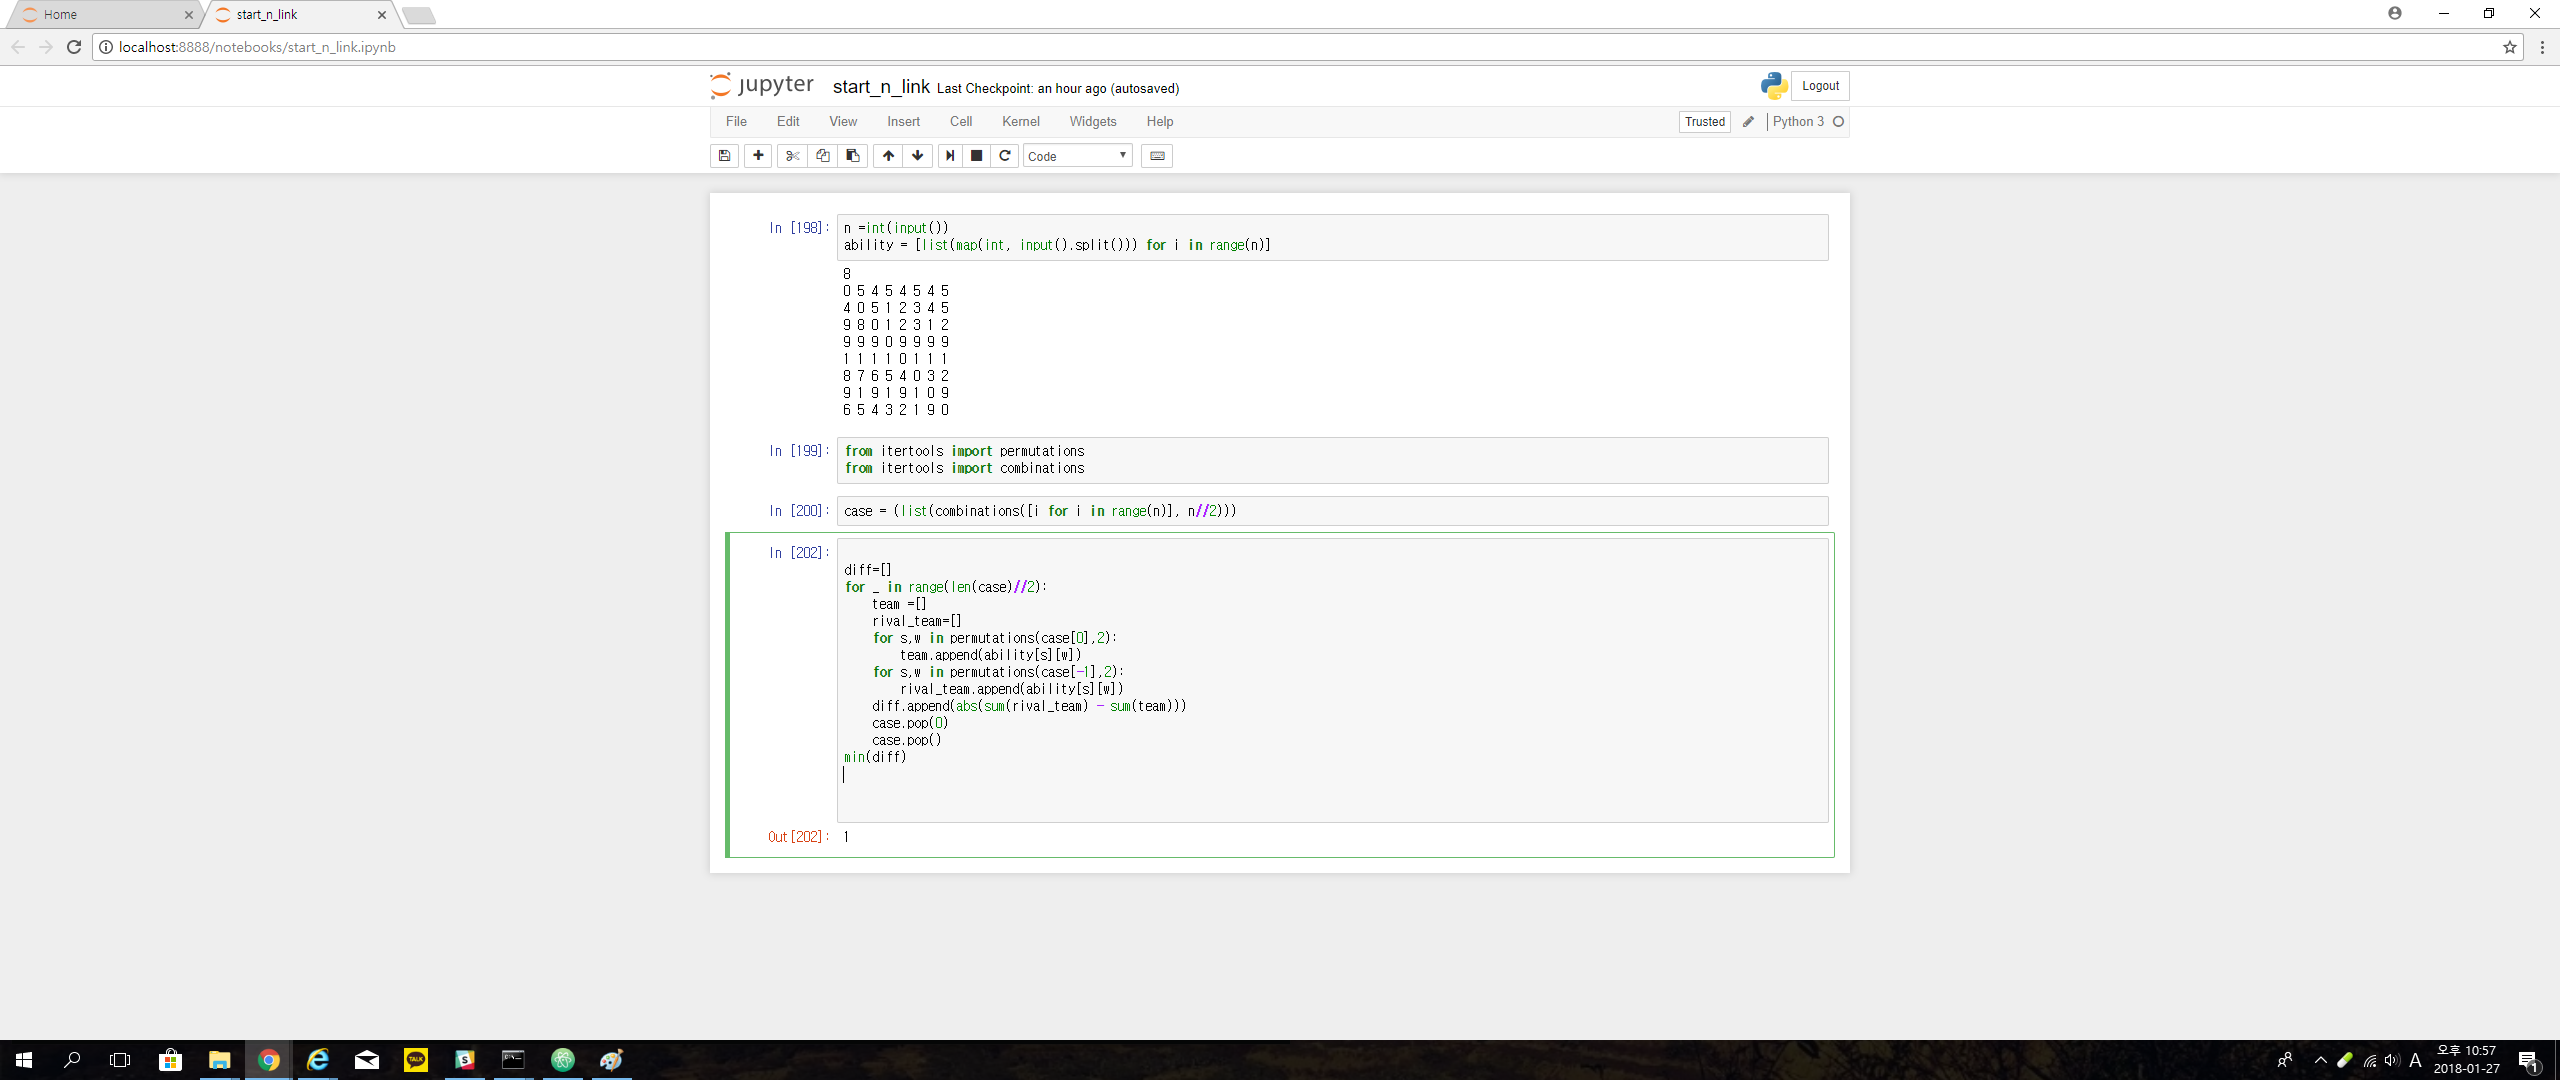 Home
start_n_link
localhost:8888/notebooks/start_n_link.ipynb
jupyter start_n_link Last Checkpoint: an hour ago (autosaved)
Logout
File Edit View Insert Cell Kernel Widgets Help
Trusted Python 3
Code
In [198]: n =int(input())
ability = [list(map(int, input().split())) for i in range(n)]
8
0 5 4 5 4 5 4 5
4 0 5 1 2 3 4 5
9 8 0 1 2 3 1 2
9 9 9 0 9 9 9 9
1 1 1 1 0 1 1 1
8 7 6 5 4 0 3 2
9 1 9 1 9 1 0 9
6 5 4 3 2 1 9 0
In [199]: from itertools import permutations
from itertools import combinations
In [200]: case = (list(combinations([i for i in range(n)], n//2)))
In [202]:
diff=[]
for _ in range(len(case)//2):
    team =[]
    rival_team=[]
    for s,w in permutations(case[0],2):
        team.append(ability[s][w])
    for s,w in permutations(case[-1],2):
        rival_team.append(ability[s][w])
    diff.append(abs(sum(rival_team) - sum(team)))
    case.pop(0)
    case.pop()
min(diff)
Out[202]: 1
TALK
S
A
오후 10:57
2018-01-27
1